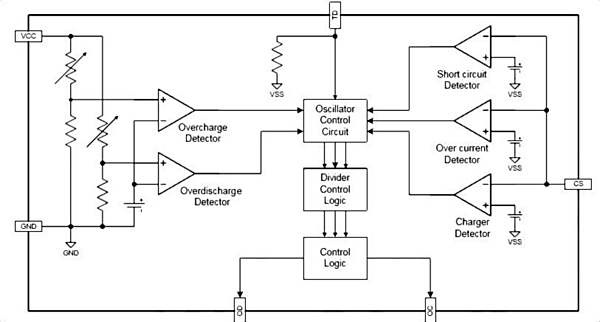 TD
VCC
VSS
Short circuit
Detector
VSS
Overcharge
Detector
Oscillator
Control
Circuit
Over current
Detector
VSS
Overdischarge
Detector
Divider
Control
Logic
CS
Charger
Detector
VSS
GND
GND
Control
Logic
OD
OC